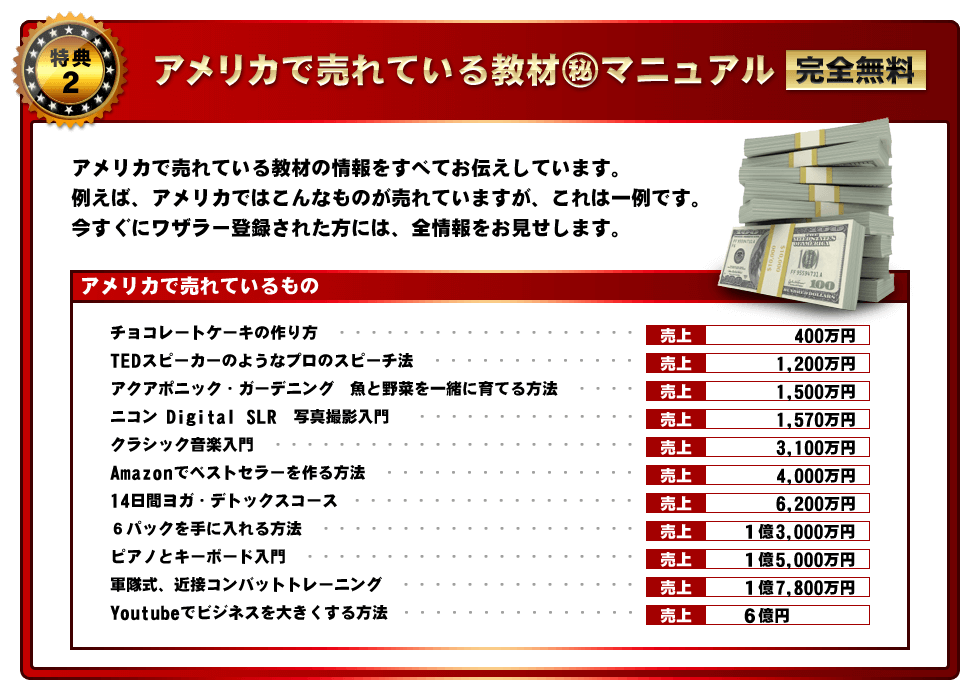 特典
2
アメリカで売れている教材㊙マニュアル 完全無料
アメリカで売れている教材の情報をすべてお伝えしています。
例えば、アメリカではこんなものが売れていますが、これは一例です。
今すぐにワザラー登録された方には、全情報をお見せします。
アメリカで売れているもの
チョコレートケーキの作り方 売上 400万円
TEDスピーカーのようなプロのスピーチ法 売上 1,200万円
アクアポニック・ガーデニング 魚と野菜を一緒に育てる方法 売上 1,500万円
ニコン Digital SLR 写真撮影入門 売上 1,570万円
クラシック音楽入門 売上 3,100万円
Amazonでベストセラーを作る方法 売上 4,000万円
14日間ヨガ・デトックスコース 売上 6,200万円
6パックを手に入れる方法 売上 1億3,000万円
ピアノとキーボード入門 売上 1億5,000万円
軍隊式、近接コンバットトレーニング 売上 1億7,800万円
Youtubeでビジネスを大きくする方法 売上 6億円